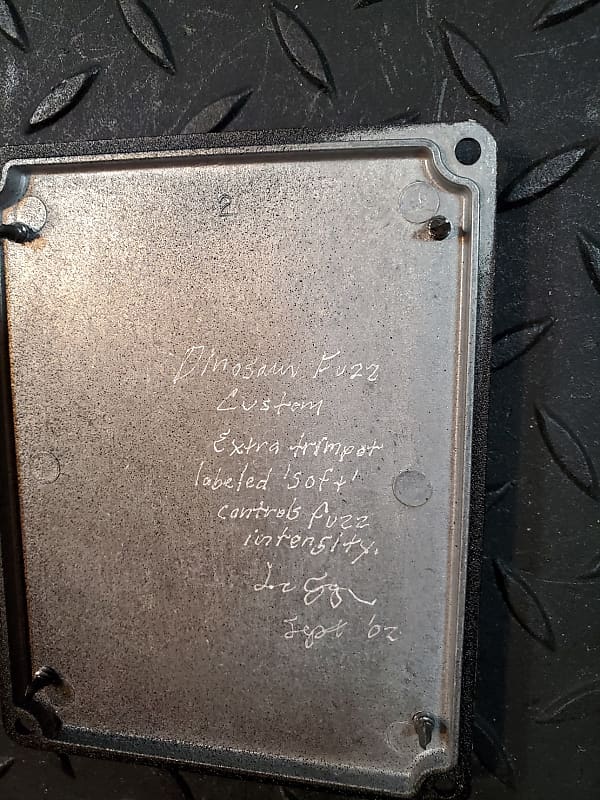 2
Dinosaur Fuzz
Custom
Extra trimpot
labeled 'soft'
controls fuzz
intensity.
Sept '02